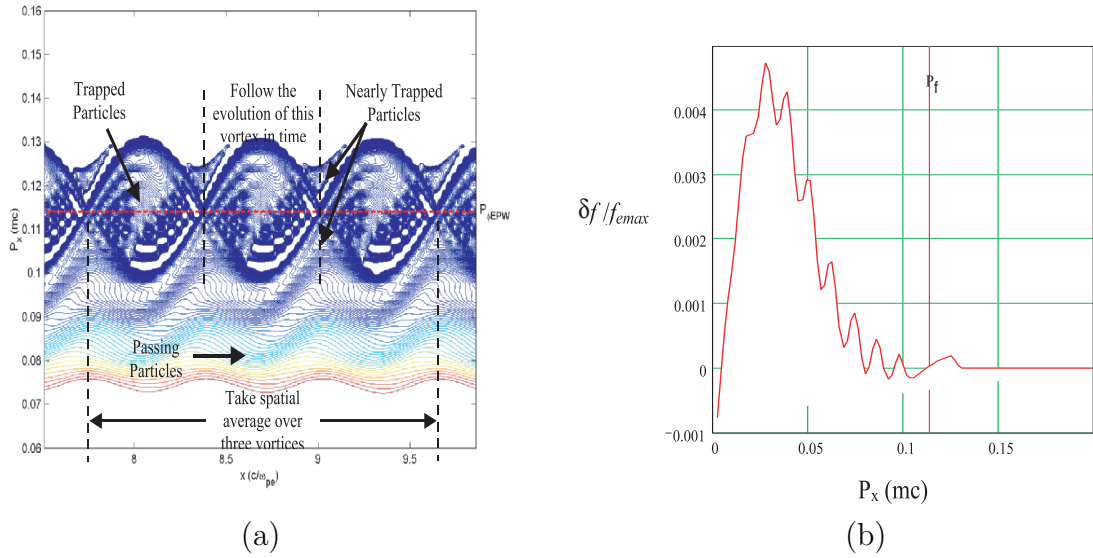 0.16
0.15
0.14
0.13
0.12
0.11
0.1
0.09
0.08
0.07
0.06
P_x (mc)
Trapped
Particles
Follow the
evolution of this
vortex in time
Nearly Trapped
Particles
P_ϕEPW
Passing
Particles
Take spatial
average over
three vortices
8
8.5
9
9.5
x (c/ω_pe)
(a)
0.004
0.003
0.002
0.001
0
−0.001
δf/f_emax
P_f
0
0.05
0.1
0.15
P_x (mc)
(b)